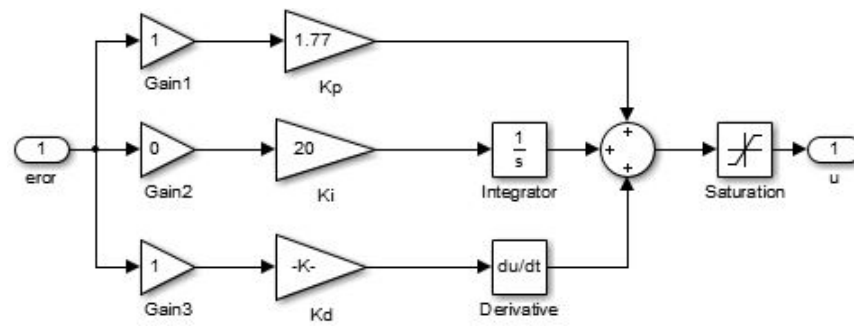 1
Gain1
1.77
Kp
1
eror
0
Gain2
20
Ki
1
s
Integrator
+
+
+
Saturation
1
u
1
Gain3
-K-
Kd
du/dt
Derivative